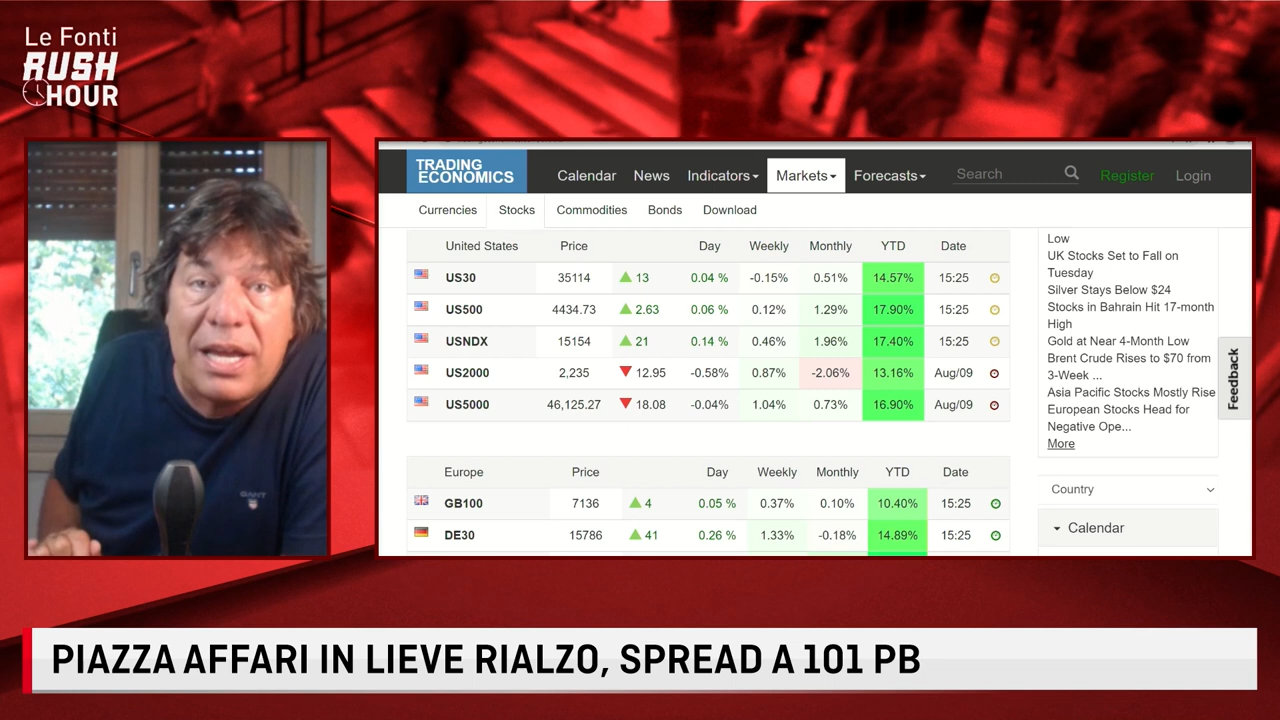 Le Fonti
RUSH
HOUR
TRADING
ECONOMICS
Calendar News Indicators Markets Forecasts Search Register Login
Currencies Stocks Commodities Bonds Download
United States Price Day Weekly Monthly YTD Date
US30 35114 13 0.04 % -0.15% 0.51% 14.57% 15:25
US500 4434.73 2.63 0.06 % 0.12% 1.29% 17.90% 15:25
USNDX 15154 21 0.14 % 0.46% 1.96% 17.40% 15:25
US2000 2,235 12.95 -0.58% 0.87% -2.06% 13.16% Aug/09
US5000 46,125.27 18.08 -0.04% 1.04% 0.73% 16.90% Aug/09
Europe Price Day Weekly Monthly YTD Date
GB100 7136 4 0.05 % 0.37% 0.10% 10.40% 15:25
DE30 15786 41 0.26 % 1.33% -0.18% 14.89% 15:25
Low
UK Stocks Set to Fall on
Tuesday
Silver Stays Below $24
Stocks in Bahrain Hit 17-month
High
Gold at Near 4-Month Low
Brent Crude Rises to $70 from
3-Week ...
Asia Pacific Stocks Mostly Rise
European Stocks Head for
Negative Ope...
More
Feedback
Country
Calendar
GANT
PIAZZA AFFARI IN LIEVE RIALZO, SPREAD A 101 PB